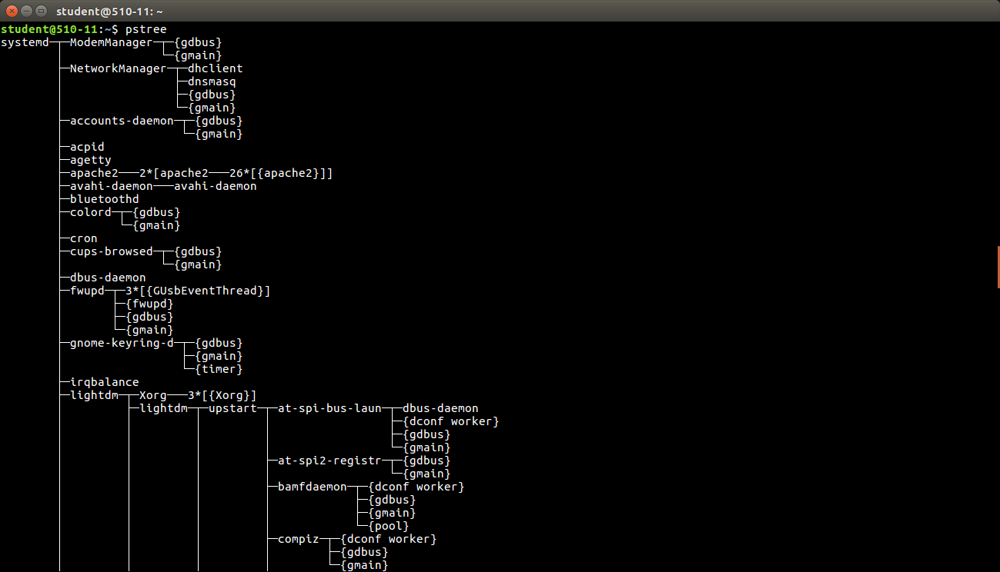 student@510-11: ~
student@510-11:~$ pstree
systemd─┬─ModemManager─┬─{gdbus}
        │              └─{gmain}
        ├─NetworkManager─┬─dhclient
        │                ├─dnsmasq
        │                ├─{gdbus}
        │                └─{gmain}
        ├─accounts-daemon─┬─{gdbus}
        │                 └─{gmain}
        ├─acpid
        ├─agetty
        ├─apache2───2*[apache2───26*[{apache2}]]
        ├─avahi-daemon───avahi-daemon
        ├─bluetoothd
        ├─colord─┬─{gdbus}
        │        └─{gmain}
        ├─cron
        ├─cups-browsed─┬─{gdbus}
        │              └─{gmain}
        ├─dbus-daemon
        ├─fwupd─┬─3*[{GUsbEventThread}]
        │       ├─{fwupd}
        │       ├─{gdbus}
        │       └─{gmain}
        ├─gnome-keyring-d─┬─{gdbus}
        │                 ├─{gmain}
        │                 └─{timer}
        ├─irqbalance
        ├─lightdm─┬─Xorg───3*[{Xorg}]
        │         ├─lightdm─┬─upstart─┬─at-spi-bus-laun─┬─dbus-daemon
        │         │         │         │                 ├─{dconf worker}
        │         │         │         │                 ├─{gdbus}
        │         │         │         │                 └─{gmain}
        │         │         │         ├─at-spi2-registr─┬─{gdbus}
        │         │         │         │                 └─{gmain}
        │         │         │         ├─bamfdaemon─┬─{dconf worker}
        │         │         │         │            ├─{gdbus}
        │         │         │         │            ├─{gmain}
        │         │         │         │            └─{pool}
        │         │         │         ├─compiz─┬─{dconf worker}
        │         │         │         │        ├─{gdbus}
        │         │         │         │        ├─{gmain}